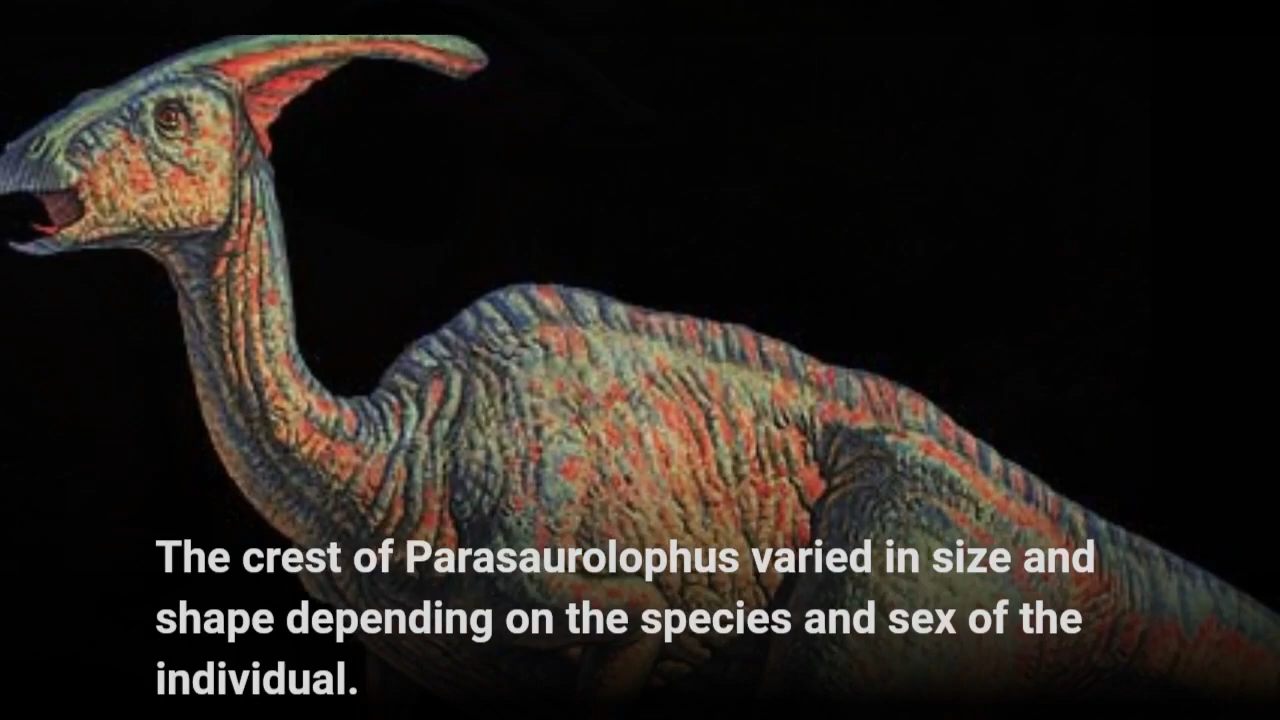 The crest of Parasaurolophus varied in size and
shape depending on the species and sex of the
individual.